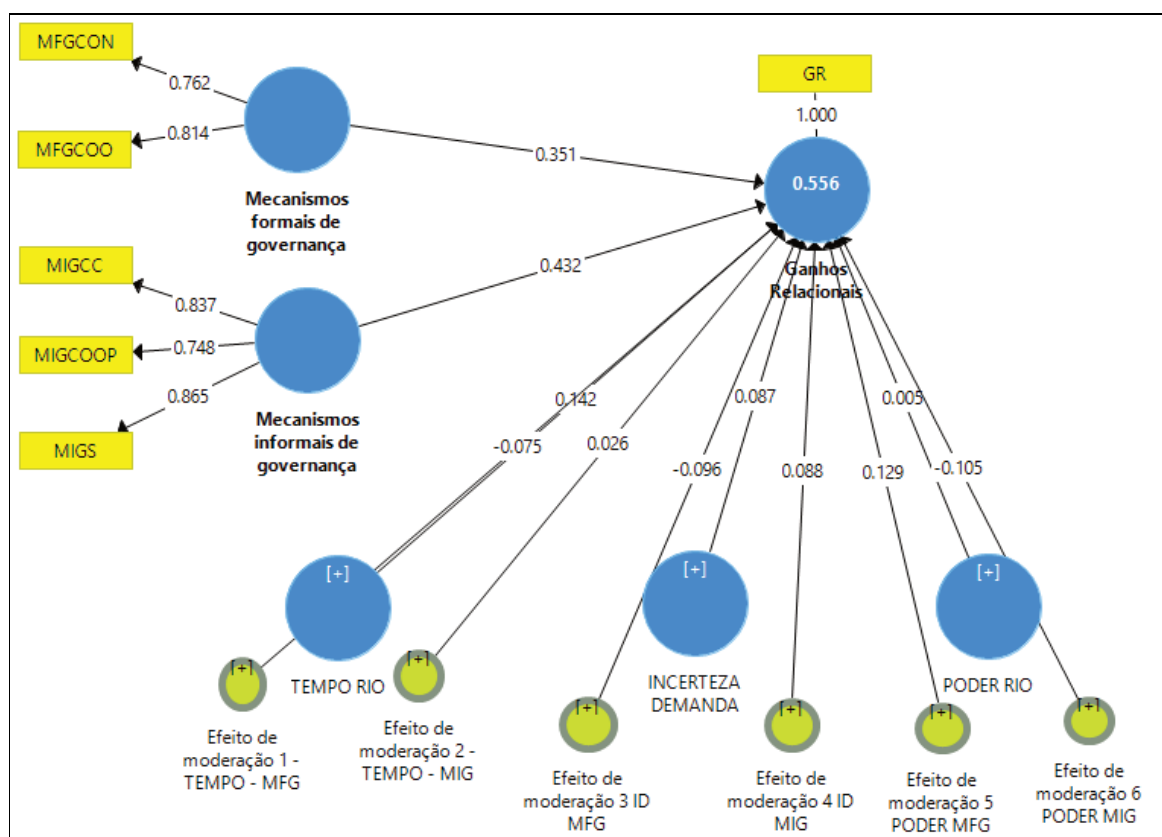 MFGCON
0.762
MFGCOO
0.814
Mecanismos
formais de
governança
0.351
GR
1.000
0.556
Ganhos
Relacionais
MIGCC
0.837
MIGCOOP
0.748
MIGS
0.865
Mecanismos
informais de
governança
0.432
0.142
-0.075
0.026
-0.096
0.087
0.088
0.129
0.005
-0.105
[+]
TEMPO RIO
[+]
INCERTEZA
DEMANDA
[+]
PODER RIO
[+]
Efeito de
moderação 1 -
TEMPO - MFG
[+]
Efeito de
moderação 2 -
TEMPO - MIG
[+]
Efeito de
moderação 3 ID
MFG
[+]
Efeito de
moderação 4 ID
MIG
[+]
Efeito de
moderação 5
PODER MFG
[+]
Efeito de
moderação 6
PODER MIG